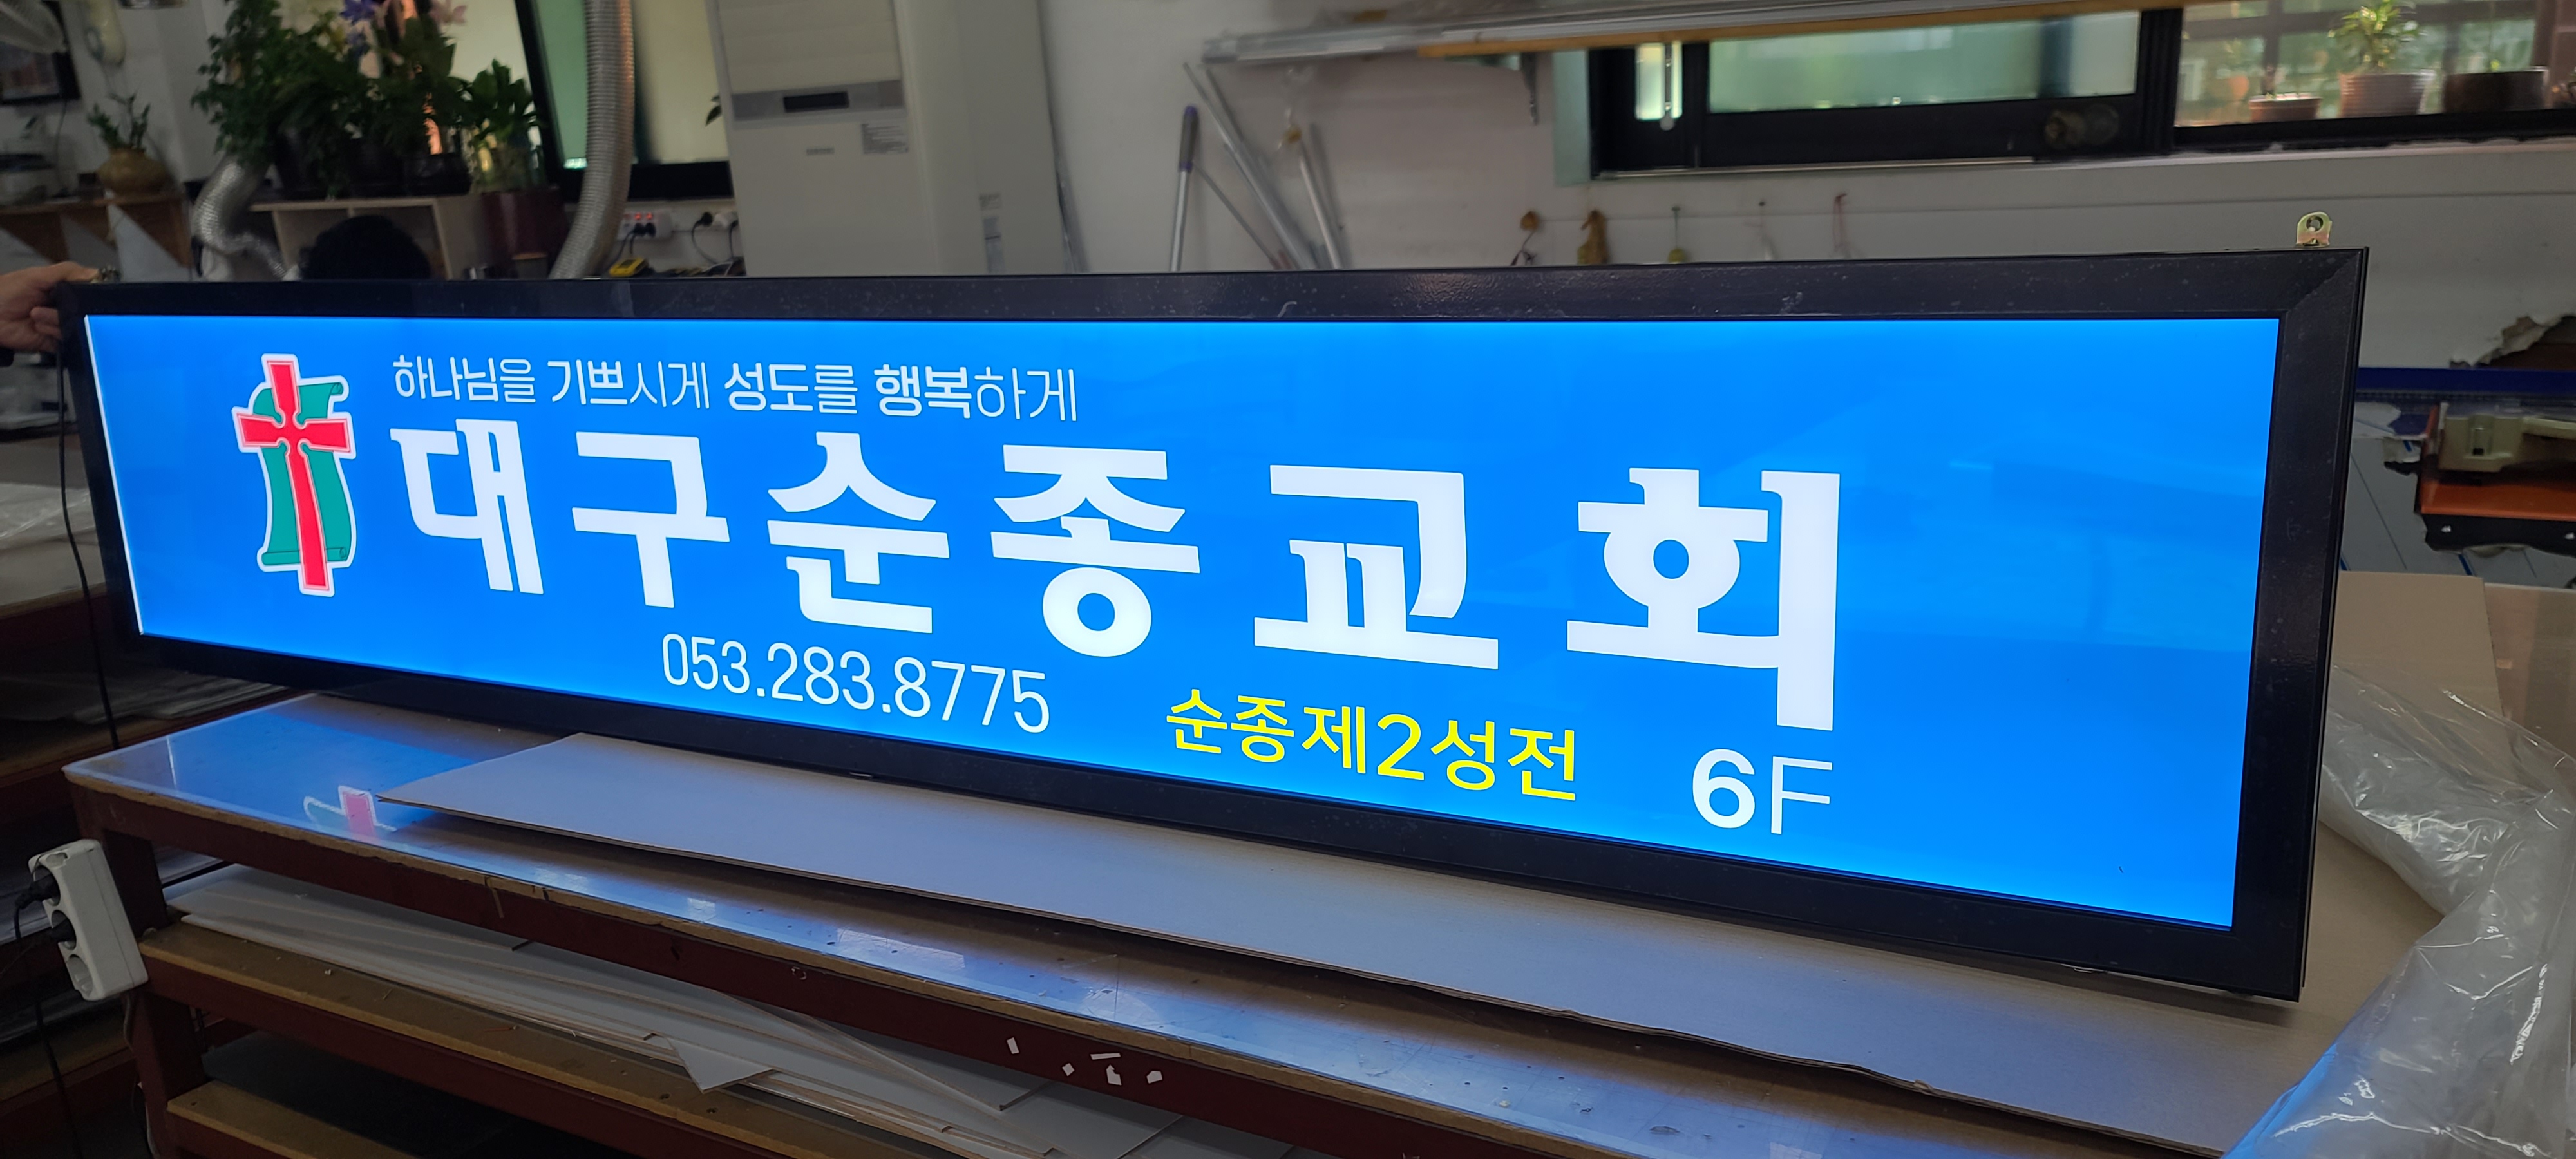 하나님을 기쁘시게 성도를 행복하게
대구순종교회
053.283.8775 순종제2성전 6F